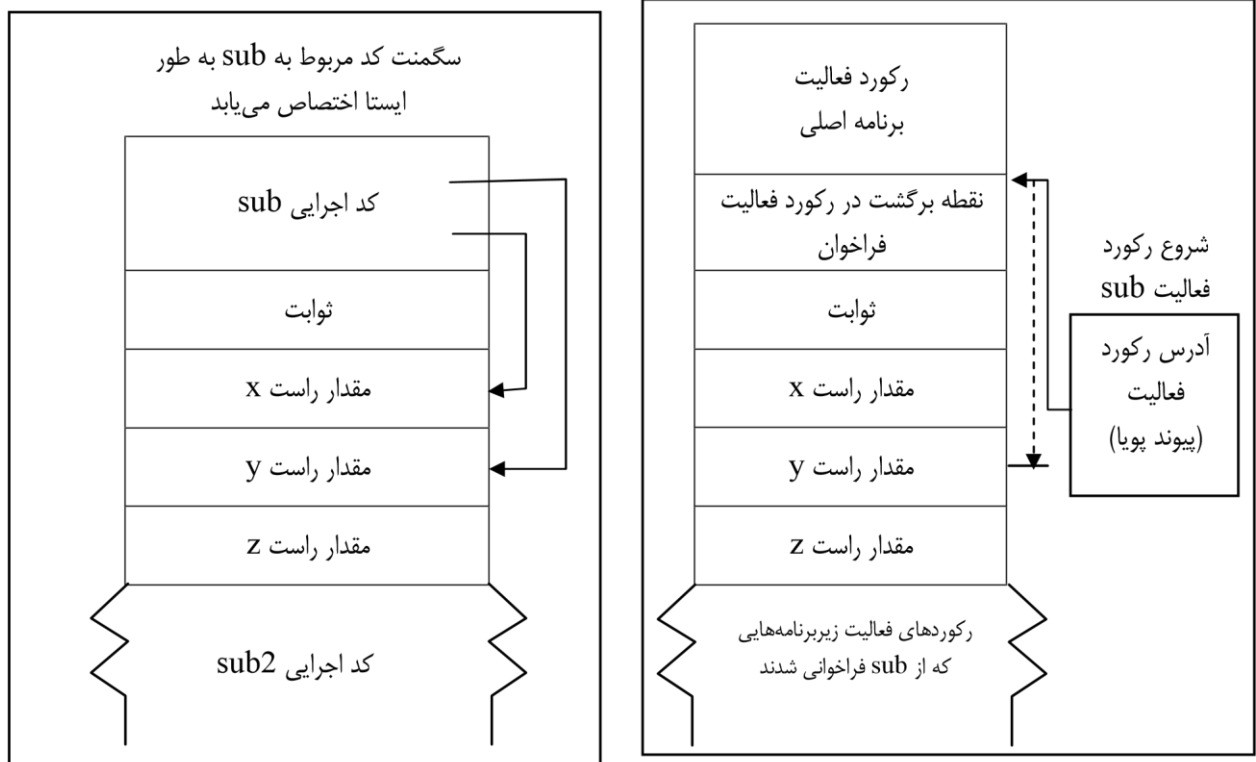 سگمنت کد مربوط به sub به طور
ایستا اختصاص می‌یابد
کد اجرایی sub
ثوابت
مقدار راست x
مقدار راست y
مقدار راست z
کد اجرایی sub2
رکورد فعالیت
برنامه اصلی
نقطه برگشت در رکورد فعالیت
فراخوان
ثوابت
مقدار راست x
مقدار راست y
مقدار راست z
رکوردهای فعالیت زیربرنامه‌هایی
که از sub فراخوانی شدند
شروع رکورد
فعالیت sub
آدرس رکورد
فعالیت
(پیوند پویا)